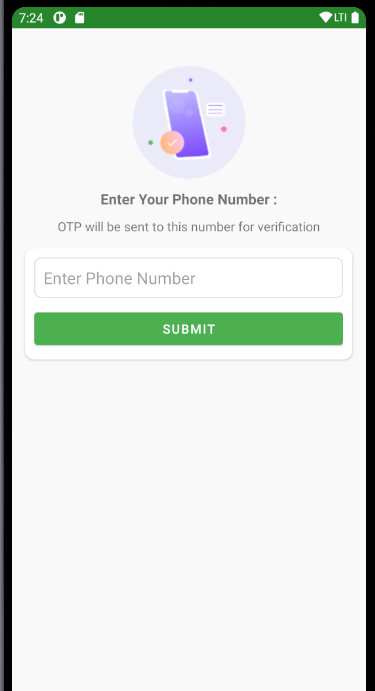 7:24 LTI
Enter Your Phone Number :
OTP will be sent to this number for verification
Enter Phone Number
SUBMIT